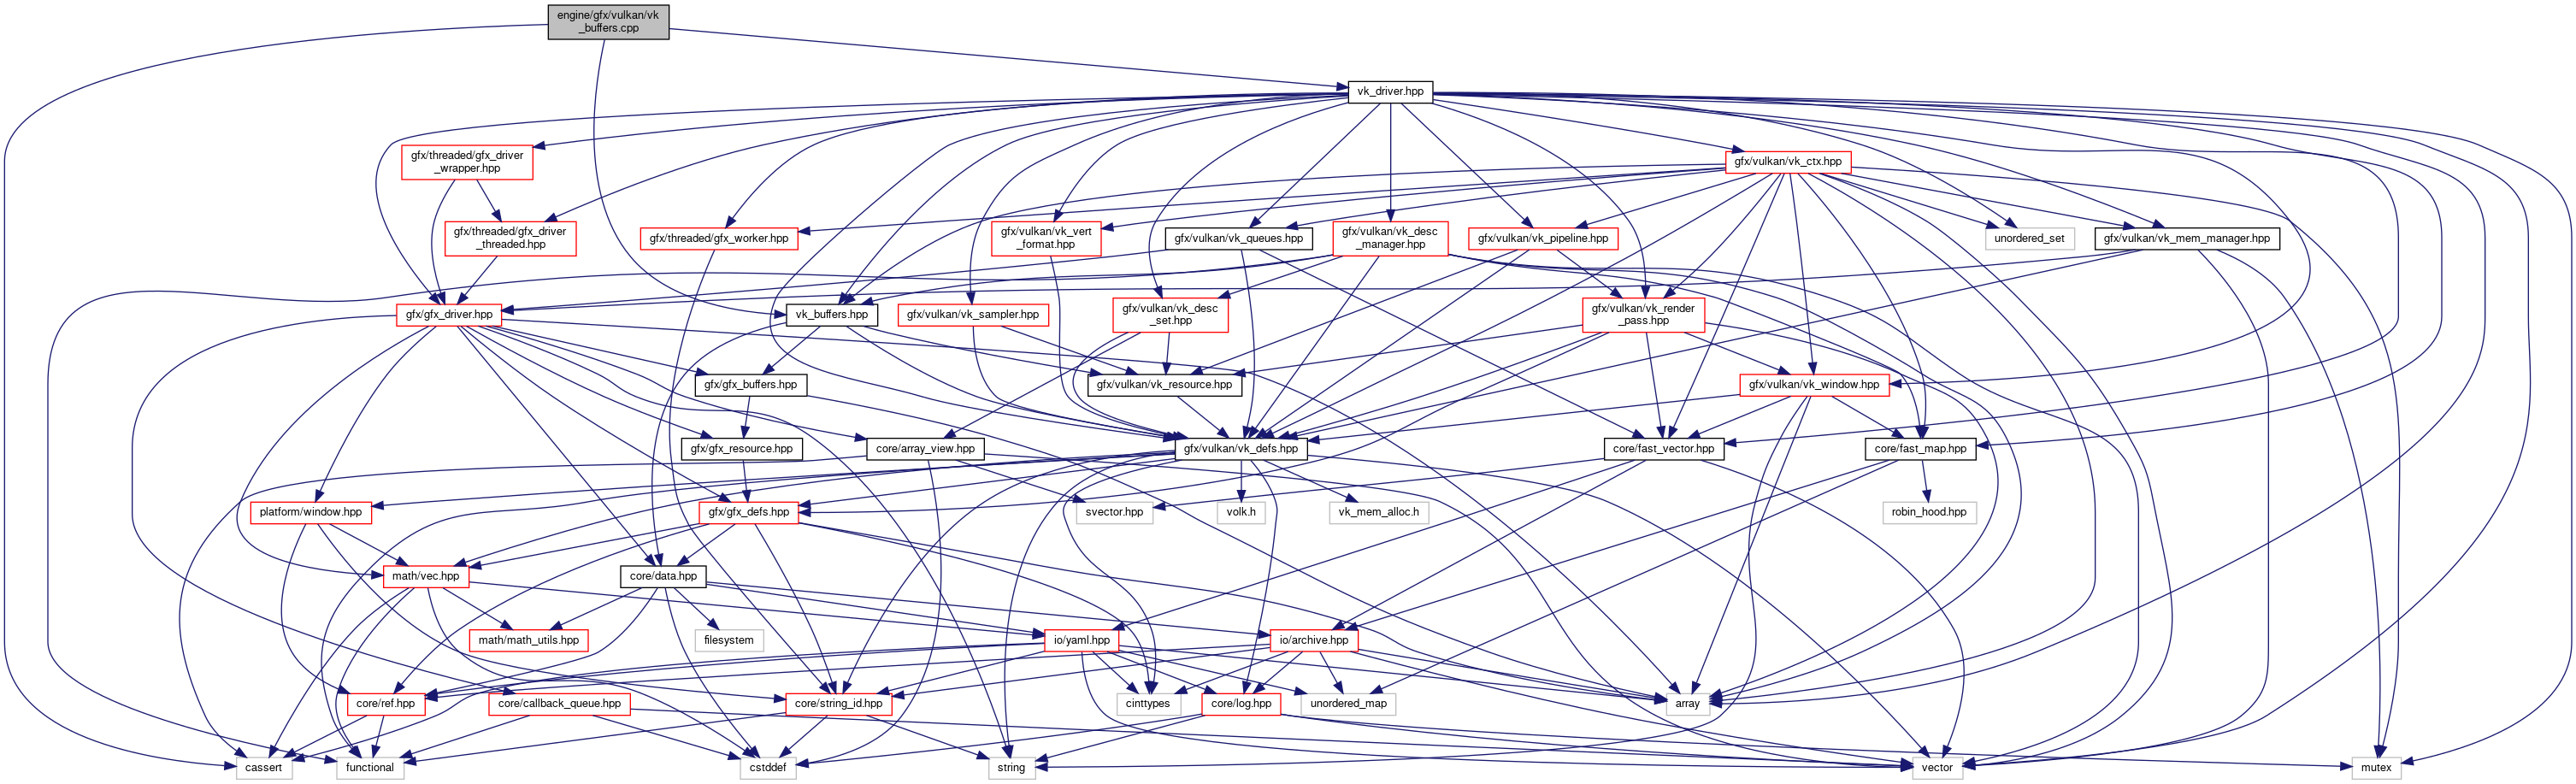 engine/gfx/vulkan/vk
_buffers.cpp
vk_driver.hpp
gfx/threaded/gfx_driver
_wrapper.hpp
gfx/vulkan/vk_ctx.hpp
gfx/threaded/gfx_driver
_threaded.hpp
gfx/threaded/gfx_worker.hpp
gfx/vulkan/vk_vert
_format.hpp
gfx/vulkan/vk_queues.hpp
gfx/vulkan/vk_desc
_manager.hpp
gfx/vulkan/vk_pipeline.hpp
unordered_set
gfx/vulkan/vk_mem_manager.hpp
gfx/gfx_driver.hpp
vk_buffers.hpp
gfx/vulkan/vk_sampler.hpp
gfx/vulkan/vk_desc
_set.hpp
gfx/vulkan/vk_render
_pass.hpp
gfx/gfx_buffers.hpp
gfx/vulkan/vk_resource.hpp
gfx/vulkan/vk_window.hpp
gfx/gfx_resource.hpp
core/array_view.hpp
gfx/vulkan/vk_defs.hpp
core/fast_vector.hpp
core/fast_map.hpp
platform/window.hpp
gfx/gfx_defs.hpp
svector.hpp
volk.h
vk_mem_alloc.h
robin_hood.hpp
math/vec.hpp
core/data.hpp
math/math_utils.hpp
filesystem
io/yaml.hpp
io/archive.hpp
core/ref.hpp
core/callback_queue.hpp
core/string_id.hpp
cinttypes
core/log.hpp
unordered_map
array
cassert
functional
cstddef
string
vector
mutex